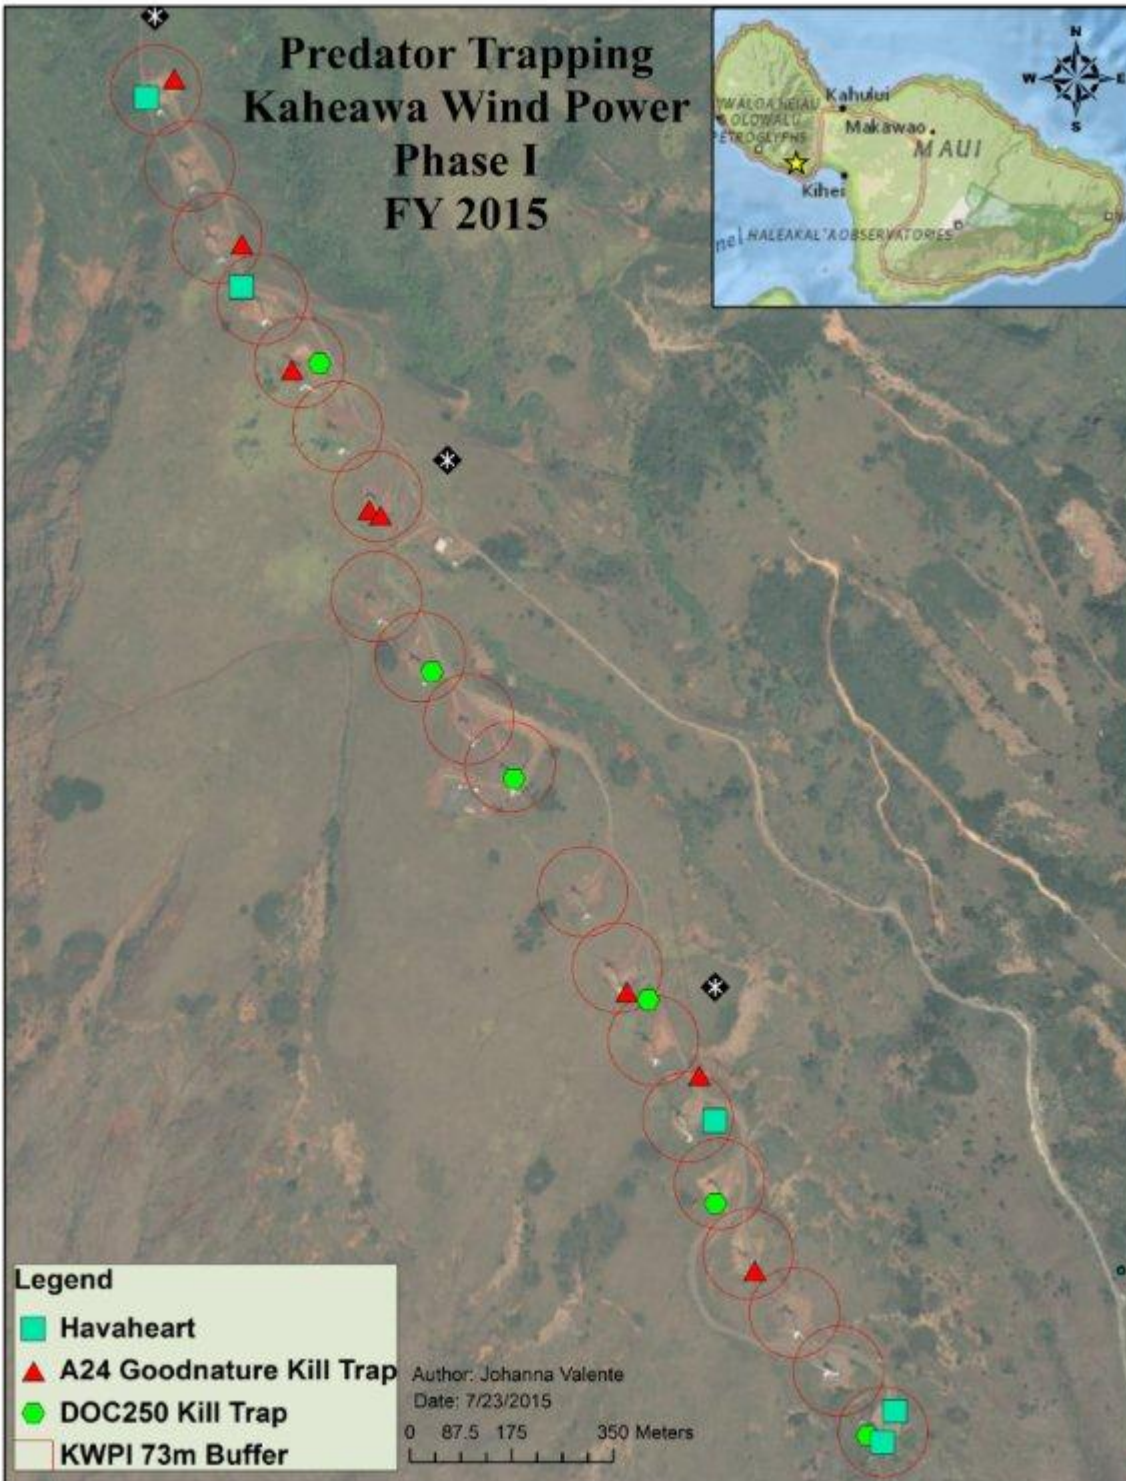 Predator Trapping
Kaheawa Wind Power
Phase I
FY 2015
N
W E
S
Kahului
OLOWALU
PETROGLYPHS
Makawao
MAUI
Kihei
HALEAKAL'A OBSERVATORIES
nel
Legend
Havaheart
A24 Goodnature Kill Trap
DOC250 Kill Trap
KWPI 73m Buffer
Author: Johanna Valente
Date: 7/23/2015
0 87.5 175 350 Meters